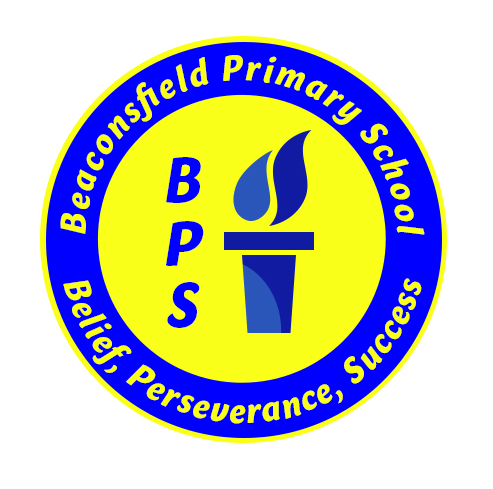 Beaconsfield Primary School
B
P
S
Belief, Perseverance, Success